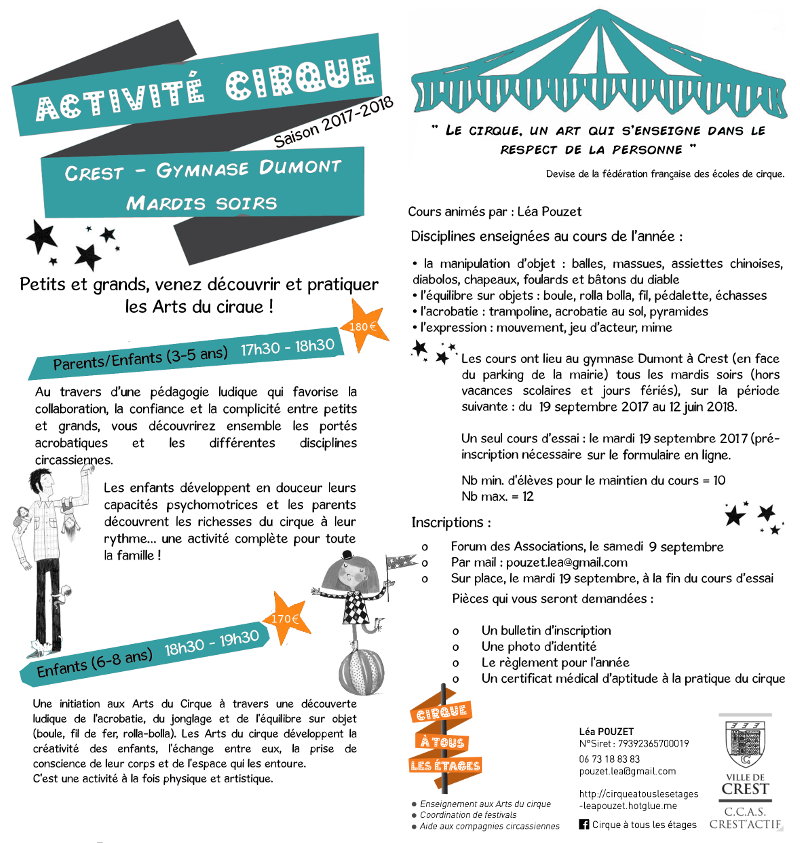 ACTIVITÉ CIRQUE
Saison 2017-2018
CREST - GYMNASE DUMONT
MARDIS SOIRS
Petits et grands, venez découvrir et pratiquer
les Arts du cirque !
180€
Parents/Enfants (3-5 ans) 17h30 - 18h30
Au travers d'une pédagogie ludique qui favorise la
collaboration, la confiance et la complicité entre petits
et grands, vous découvrirez ensemble les portés
acrobatiques et les différentes disciplines
circassiennes.
Les enfants développent en douceur leurs
capacités psychomotrices et les parents
découvrent les richesses du cirque à leur
rythme... une activité complète pour toute
la famille !
170€
Enfants (6-8 ans) 18h30 - 19h30
Une initiation aux Arts du Cirque à travers une découverte
ludique de l'acrobatie, du jonglage et de l'équilibre sur objet
(boule, fil de fer, rolla-bolla). Les Arts du cirque développent la
créativité des enfants, l'échange entre eux, la prise de
conscience de leur corps et de l'espace qui les entoure.
C'est une activité à la fois physique et artistique.
" LE CIRQUE, UN ART QUI S'ENSEIGNE DANS LE
RESPECT DE LA PERSONNE "
Devise de la fédération française des écoles de cirque.
Cours animés par : Léa Pouzet
Disciplines enseignées au cours de l'année :
• la manipulation d'objet : balles, massues, assiettes chinoises,
diabolos, chapeaux, foulards et bâtons du diable
• l'équilibre sur objets : boule, rolla bolla, fil, pédalette, échasses
• l'acrobatie : trampoline, acrobatie au sol, pyramides
• l'expression : mouvement, jeu d'acteur, mime
Les cours ont lieu au gymnase Dumont à Crest (en face
du parking de la mairie) tous les mardis soirs (hors
vacances scolaires et jours fériés), sur la période
suivante : du 19 septembre 2017 au 12 juin 2018.
Un seul cours d'essai : le mardi 19 septembre 2017 (pré-
inscription nécessaire sur le formulaire en ligne.
Nb min. d'élèves pour le maintien du cours = 10
Nb max. = 12
Inscriptions :
o Forum des Associations, le samedi 9 septembre
o Par mail : pouzet.lea@gmail.com
o Sur place, le mardi 19 septembre, à la fin du cours d'essai
Pièces qui vous seront demandées :
o Un bulletin d'inscription
o Une photo d'identité
o Le règlement pour l'année
o Un certificat médical d'aptitude à la pratique du cirque
CIRQUE
À TOUS
LES ÉTAGES
• Enseignement aux Arts du cirque
• Coordination de festivals
• Aide aux compagnies circassiennes
Léa POUZET
N°Siret : 79392365700019
06 73 18 83 83
pouzet.lea@gmail.com
http://cirqueatouslesetages
-leapouzet.hotglue.me
Cirque à tous les étages
VILLE DE
CREST
C.C.A.S.
CREST'ACTIF